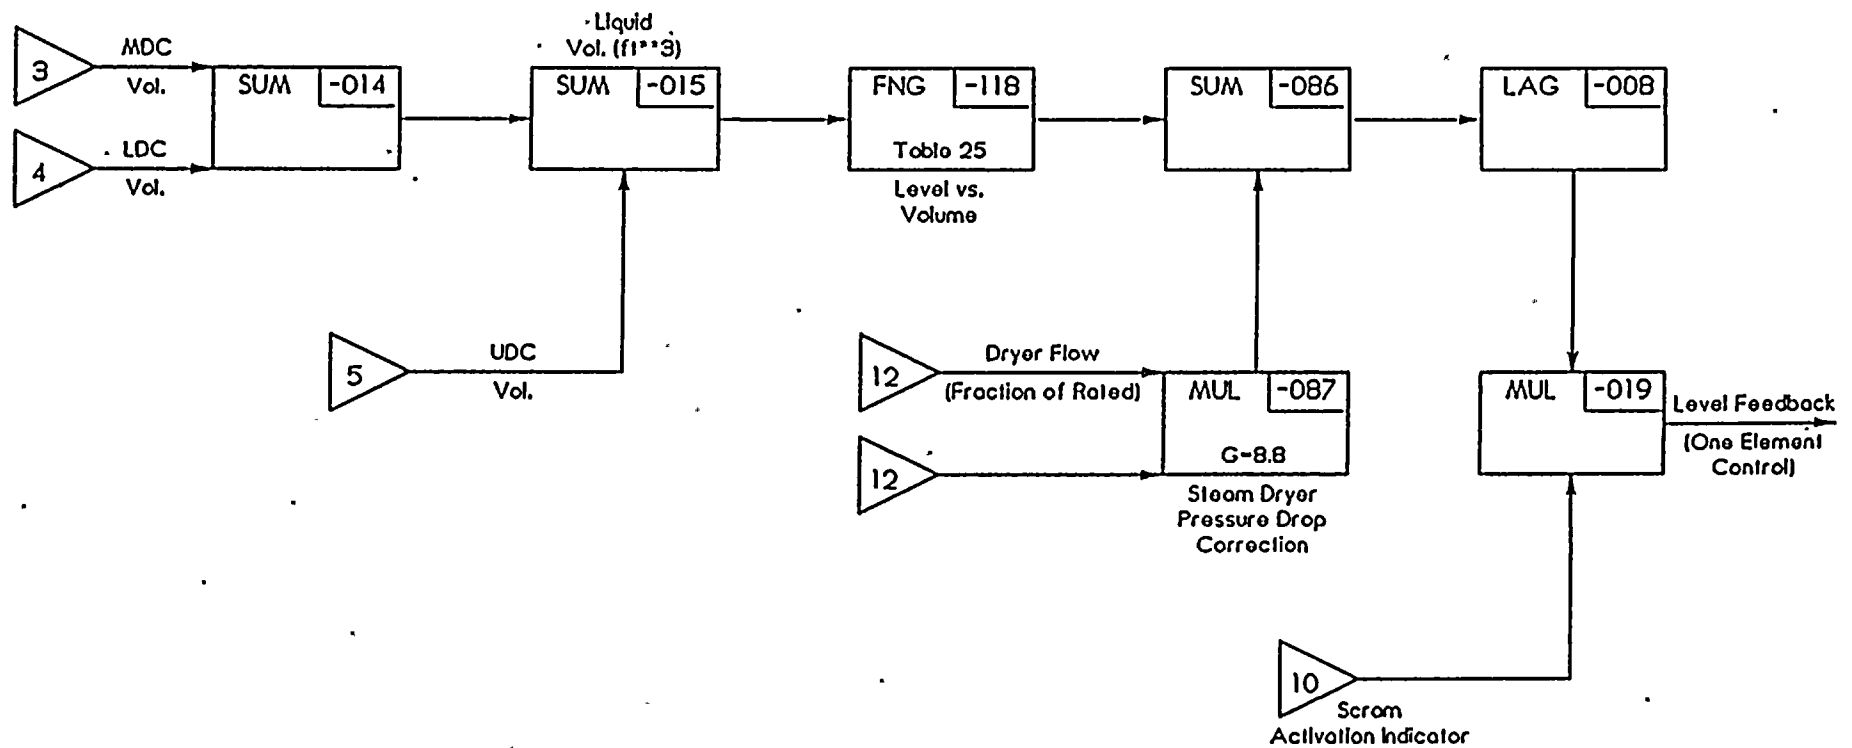 3
MDC
Vol.
4
LDC
Vol.
SUM -014
Liquid
Vol. (ft**3)
SUM -015
FNG -118
Table 25
Level vs.
Volume
SUM -086
LAG -008
5
UDC
Vol.
12
Dryer Flow
(Fraction of Rated)
12
MUL -087
G=8.8
Steam Dryer
Pressure Drop
Correction
MUL -019
Level Feedback
(One Element
Control)
10
Scram
Activation Indicator